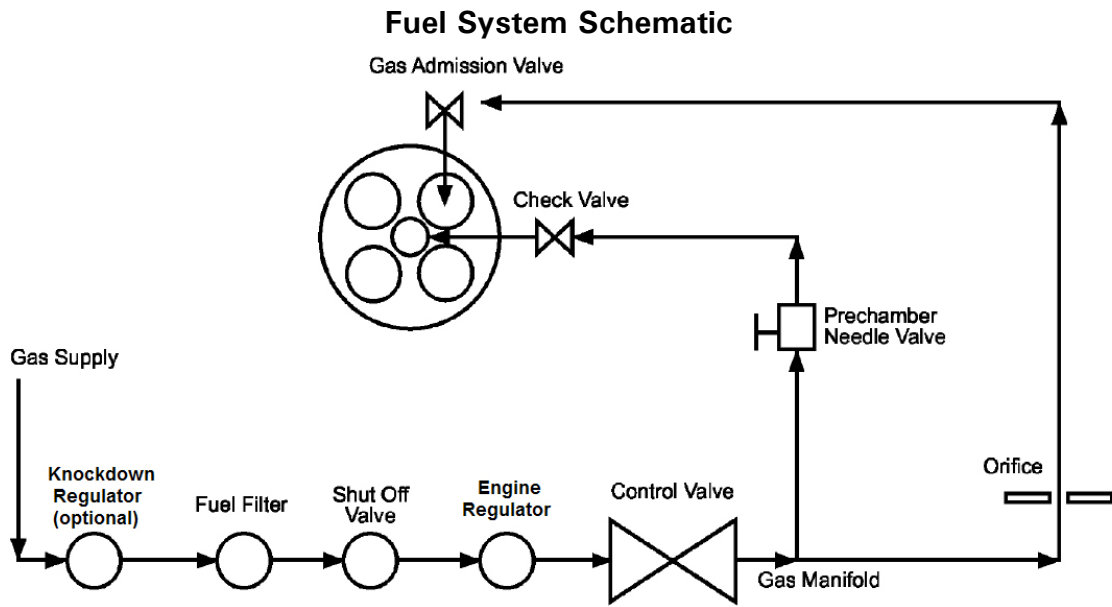 Fuel System Schematic
Gas Admission Valve
Check Valve
Prechamber
Needle Valve
Gas Supply
Knockdown
Regulator
(optional)
Fuel Filter
Shut Off
Valve
Engine
Regulator
Control Valve
Orifice
Gas Manifold